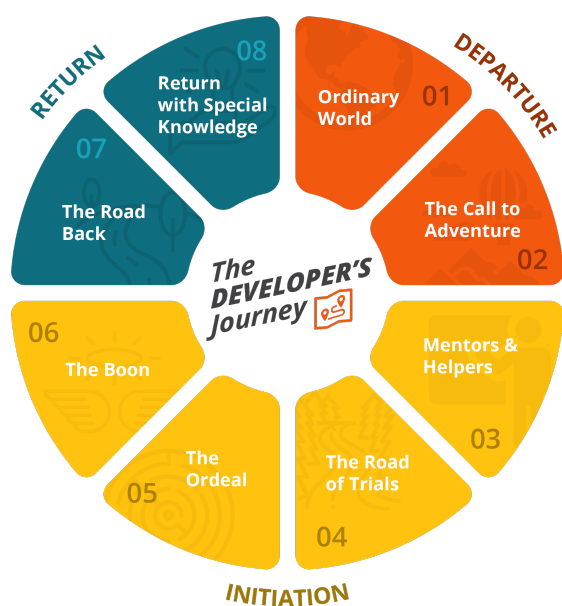 The
DEVELOPER'S
Journey
DEPARTURE
01
Ordinary
World
The Call to
Adventure
02
INITIATION
Mentors &
Helpers
03
The Road
of Trials
04
The
Ordeal
05
06
The Boon
RETURN
07
The Road
Back
08
Return
with Special
Knowledge